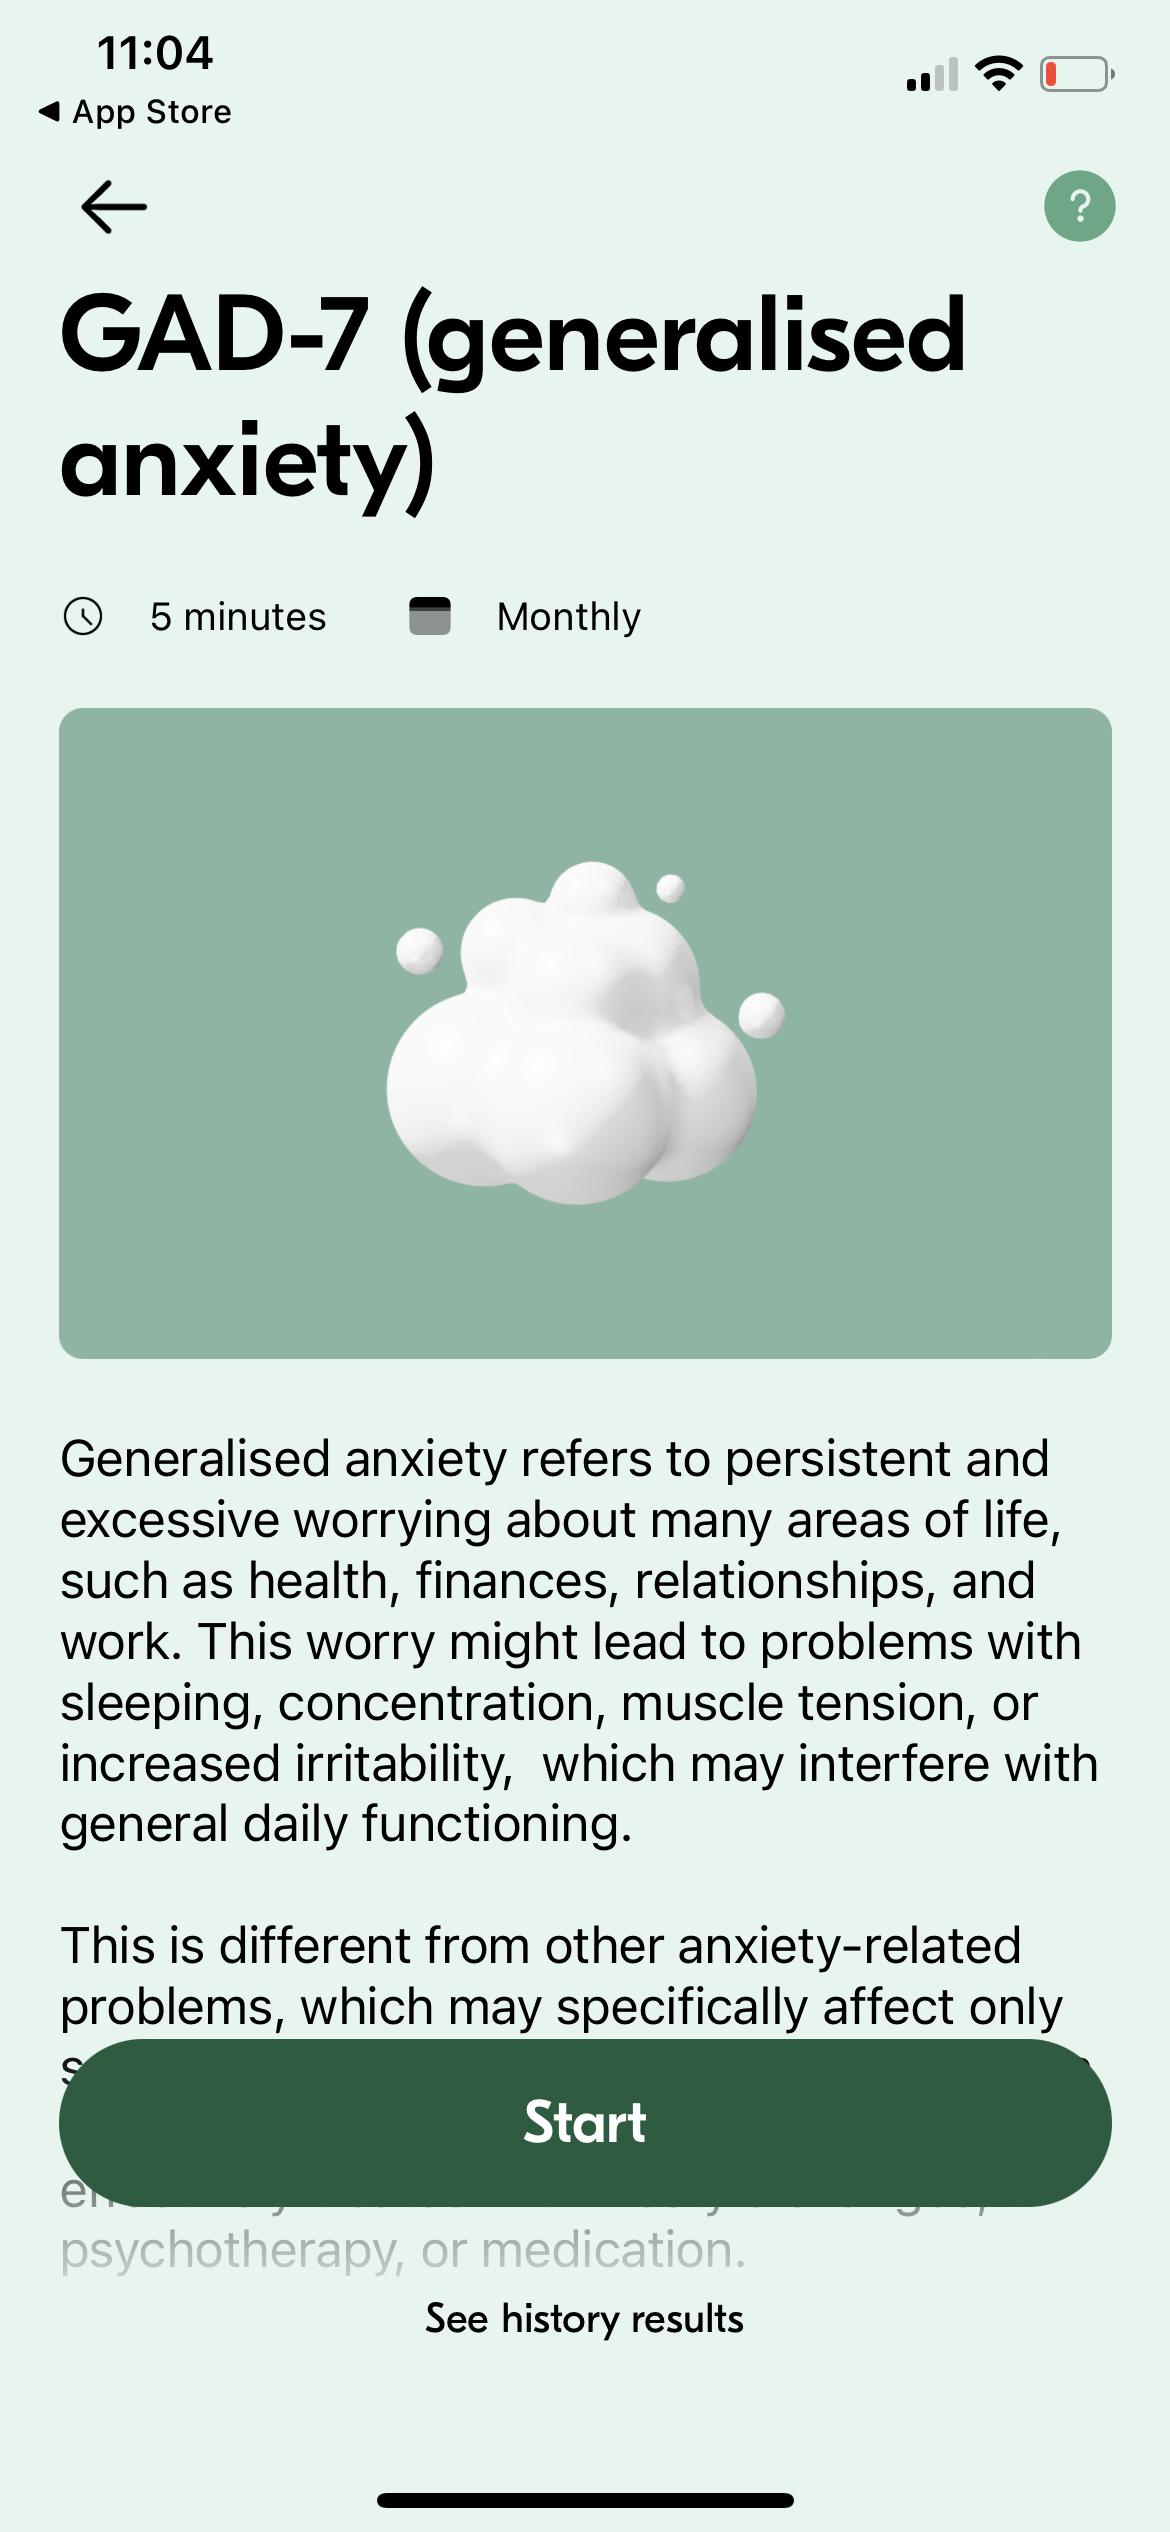 11:04
App Store
?
GAD-7 (generalised
anxiety)
5 minutes
Monthly
Generalised anxiety refers to persistent and
excessive worrying about many areas of life,
such as health, finances, relationships, and
work. This worry might lead to problems with
sleeping, concentration, muscle tension, or
increased irritability,  which may interfere with
general daily functioning.
This is different from other anxiety-related
problems, which may specifically affect only
Start
psychotherapy, or medication.
See history results